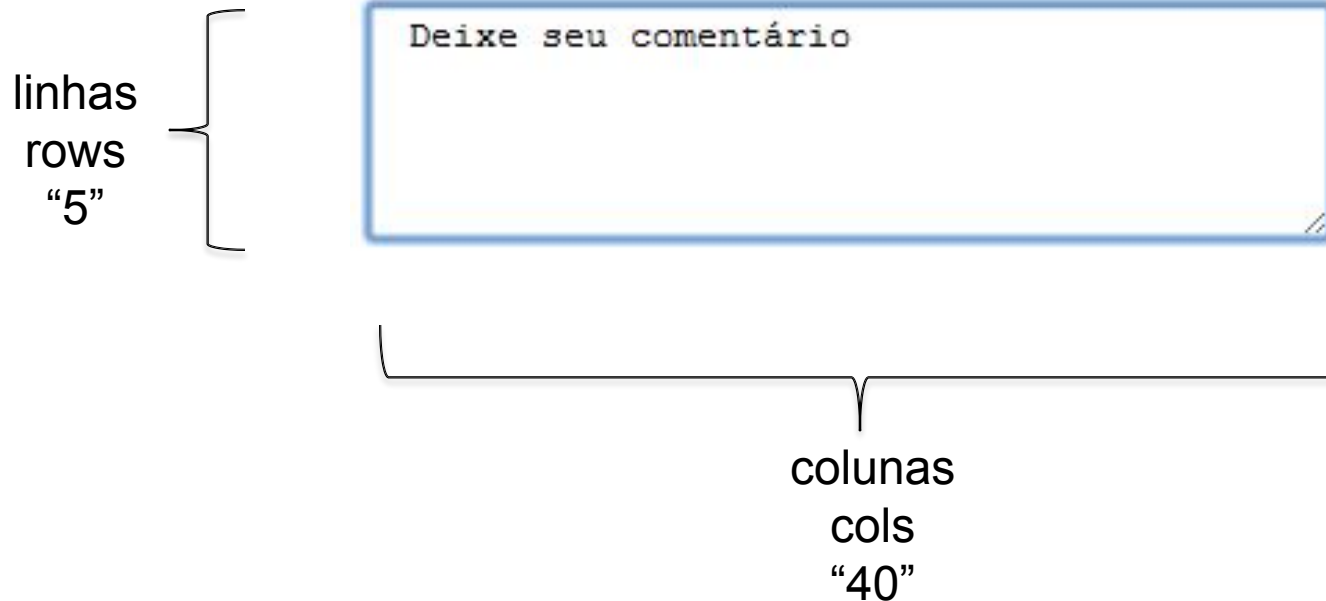 Deixe seu comentário
linhas
rows
“5”
colunas
cols
“40”